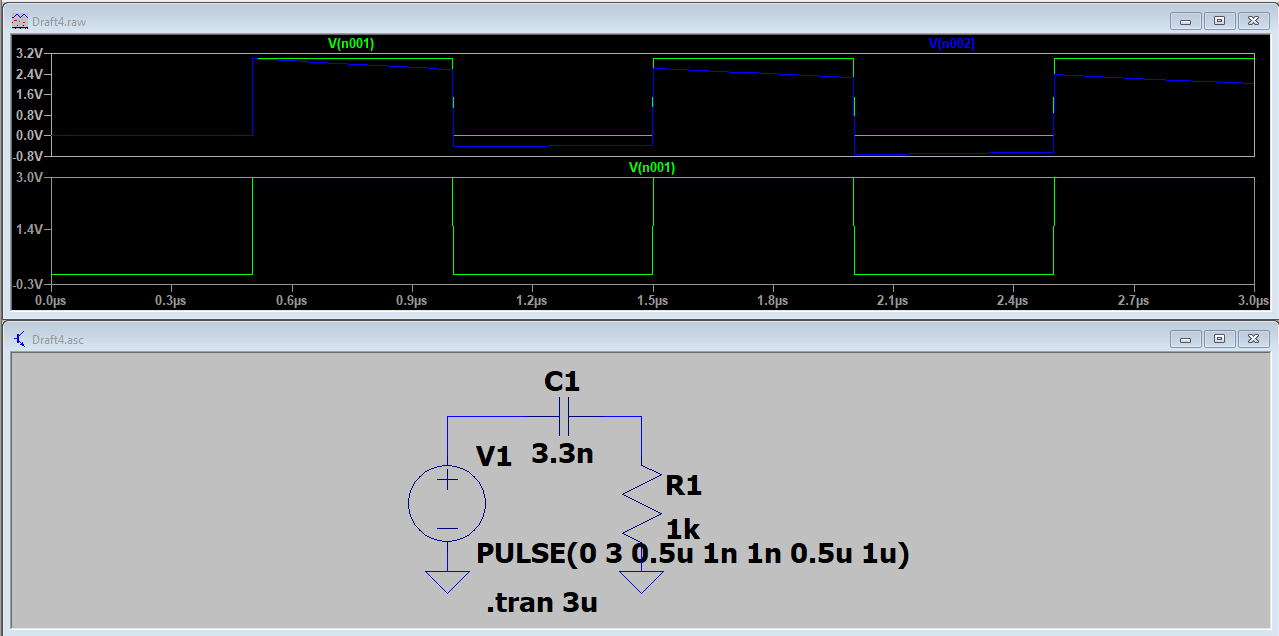 Draft4.raw
V(n001) V(n002)
3.2V
2.4V
1.6V
0.8V
0.0V
-0.8V
V(n001)
3.0V
1.4V
-0.3V
0.0µs 0.3µs 0.6µs 0.9µs 1.2µs 1.5µs 1.8µs 2.1µs 2.4µs 2.7µs 3.0µs
Draft4.asc
C1
V1 3.3n
R1
1k
PULSE(0 3 0.5u 1n 1n 0.5u 1u)
.tran 3u